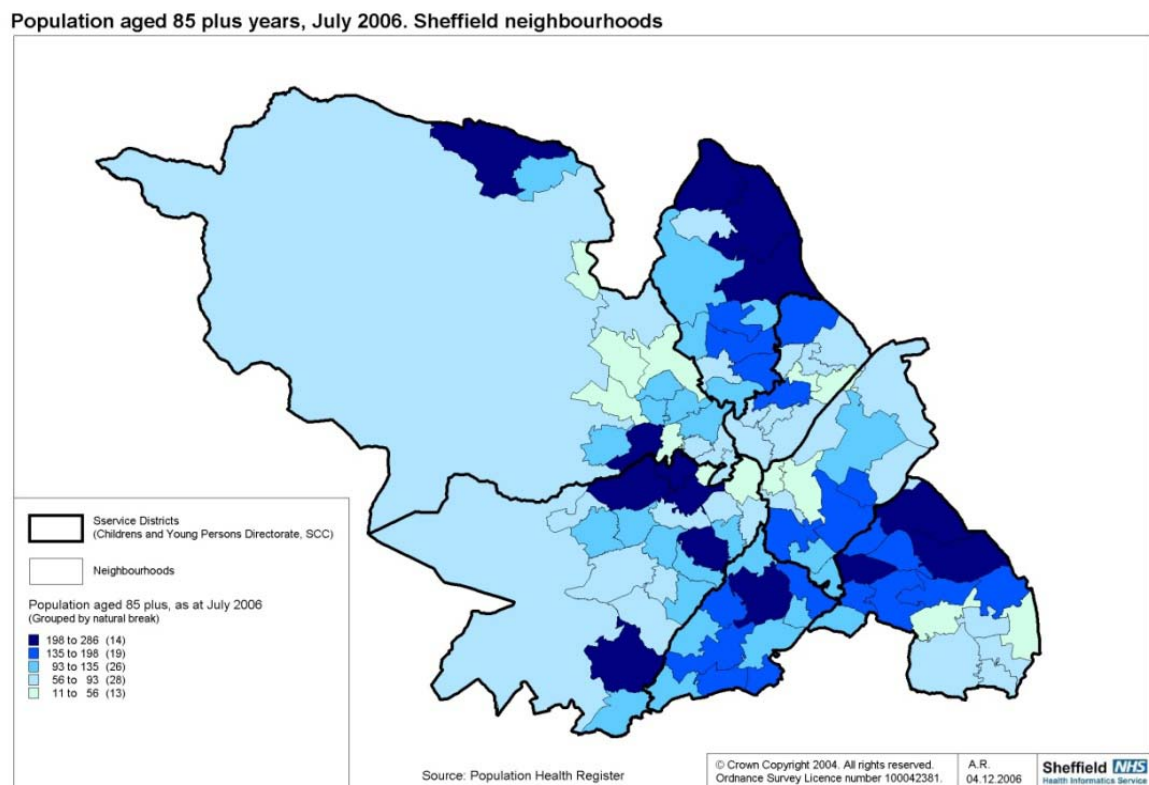 Population aged 85 plus years, July 2006. Sheffield neighbourhoods
Sservice Districts
(Childrens and Young Persons Directorate, SCC)
Neighbourhoods
Population aged 85 plus, as at July 2006
(Grouped by natural break)
198 to 286 (14)
135 to 198 (19)
93 to 135 (26)
56 to 93 (28)
11 to 56 (13)
Source: Population Health Register
© Crown Copyright 2004. All rights reserved.
Ordnance Survey Licence number 100042381.
A.R.
04.12.2006
Sheffield NHS
Health Informatics Service